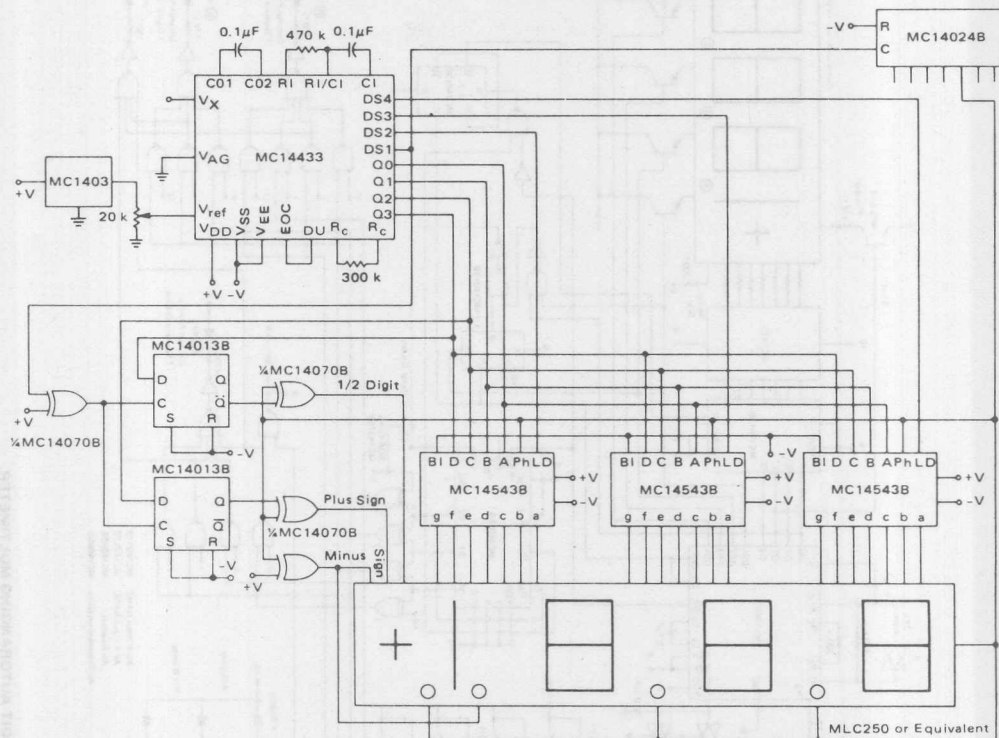 0.1μF 470 k 0.1μF
CO1 CO2 RI RI/CI CI
VX
VAG
MC14433
Vref
VDD
VSS
VEE
EOC
DU
Rc Rc
DS4
DS3
DS2
DS1
Q0
Q1
Q2
Q3
-V
R
C
MC14024B
+V
MC1403
20 k
+V -V
300 k
MC14013B
D Q
C Q
S R
-V
¼MC14070B
1/2 Digit
+V
¼MC14070B
MC14013B
D Q
C Q
S R
-V
Plus Sign
¼MC14070B
Minus
Sign
+V
BI D C B A Ph LD
MC14543B
g f e d c b a
+V
-V
BI D C B A Ph LD
MC14543B
g f e d c b a
+V
-V
-V
BI D C B A Ph LD
MC14543B
g f e d c b a
+V
-V
MLC250 or Equivalent